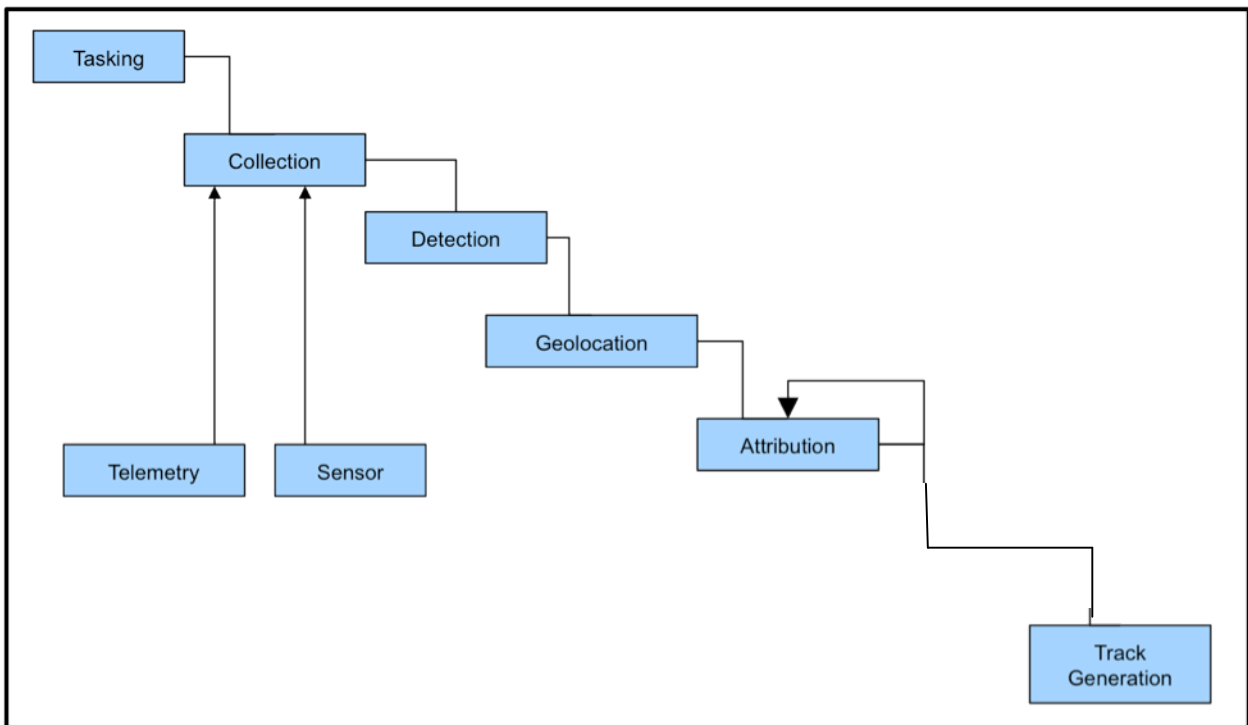 Tasking
Collection
Detection
Geolocation
Attribution
Telemetry
Sensor
Track
Generation